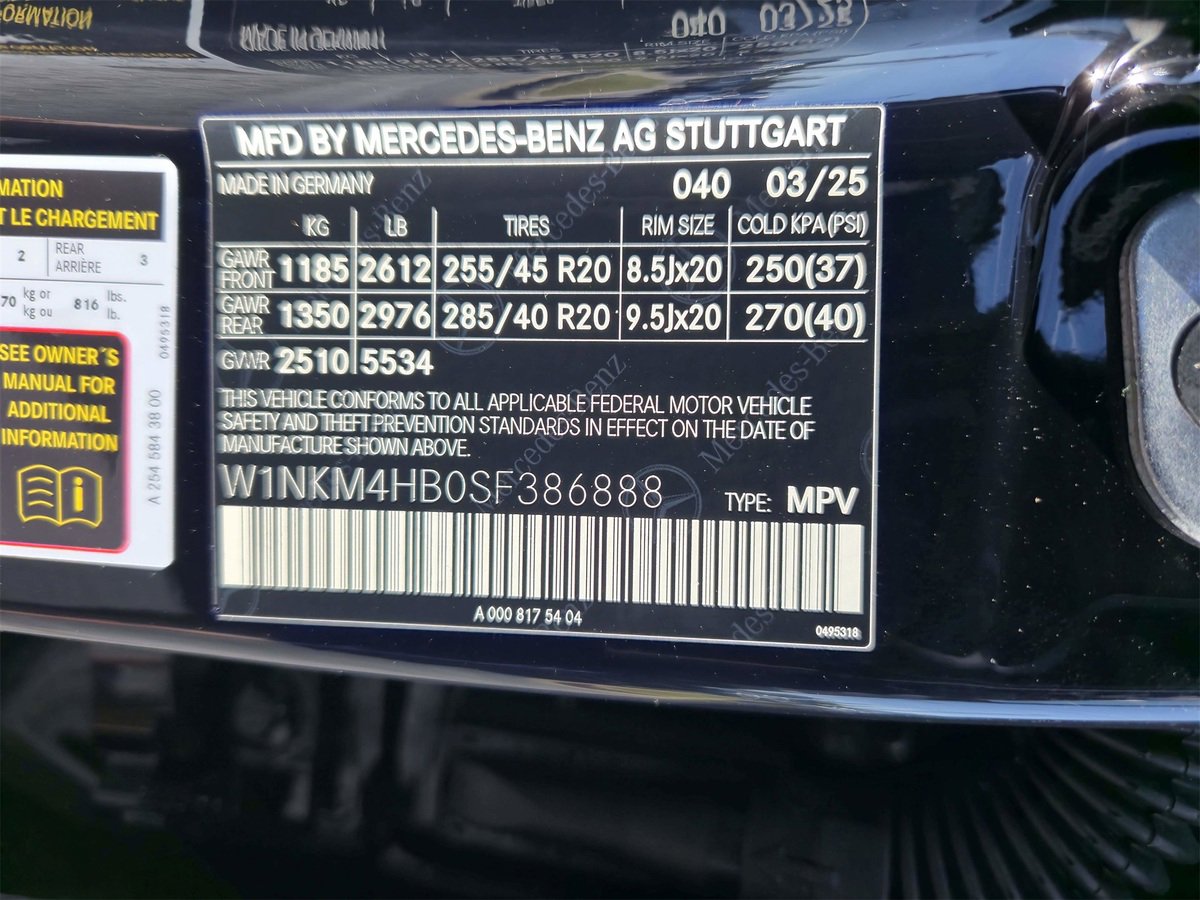 MFD BY MERCEDES-BENZ AG STUTTGART
MADE IN GERMANY 040 03/25
KG LB TIRES RIM SIZE COLD KPA (PSI)
GAWR FRONT 1185 2612 255/45 R20 8.5Jx20 250(37)
GAWR REAR 1350 2976 285/40 R20 9.5Jx20 270(40)
GVWR 2510 5534
THIS VEHICLE CONFORMS TO ALL APPLICABLE FEDERAL MOTOR VEHICLE
SAFETY AND THEFT PREVENTION STANDARDS IN EFFECT ON THE DATE OF
MANUFACTURE SHOWN ABOVE.
W1NKM4HB0SF386888 TYPE: MPV
A 000 817 54 04
0495318
MATION
T LE CHARGEMENT
2 REAR ARRIÈRE 3
70 kg or kg ou 816 lbs. lb.
SEE OWNER´S
MANUAL FOR
ADDITIONAL
INFORMATION
0495318
A 254 584 38 00
Mercedes-Benz